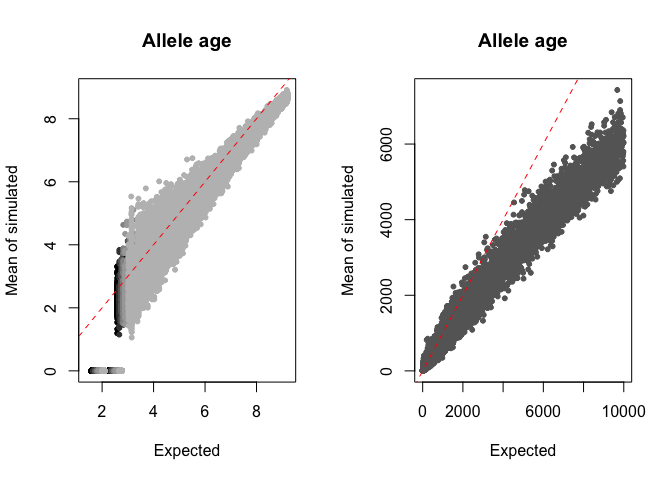 Allele age
Mean of simulated
8
6
4
2
0
2 4 6 8
Expected
Allele age
Mean of simulated
6000
4000
2000
0
0 2000 6000 10000
Expected